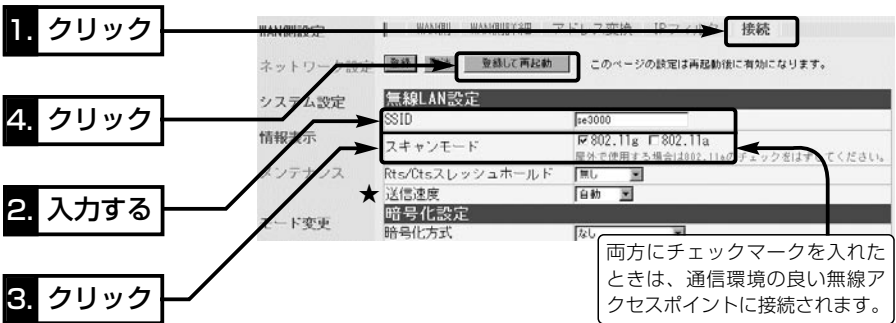 1. クリック
WAN側設定 WAN側 WAN側詳細 アドレス変換 IPフィルタ 接続
ネットワーク設定 登録 登録して再起動 このページの設定は再起動後に有効になります。
4. クリック
システム設定 無線LAN設定
SSID se3000
情報表示 スキャンモード 802.11g 802.11a
屋外で使用する場合は802.11aのチェックをはずしてください。
メンテナンス Rts/Ctsスレッシュホールド 無し
2. 入力する
★ 送信速度 自動
モード変更 暗号化設定
暗号化方式 なし
3. クリック
両方にチェックマークを入れた
ときは、通信環境の良い無線ア
クセスポイントに接続されます。